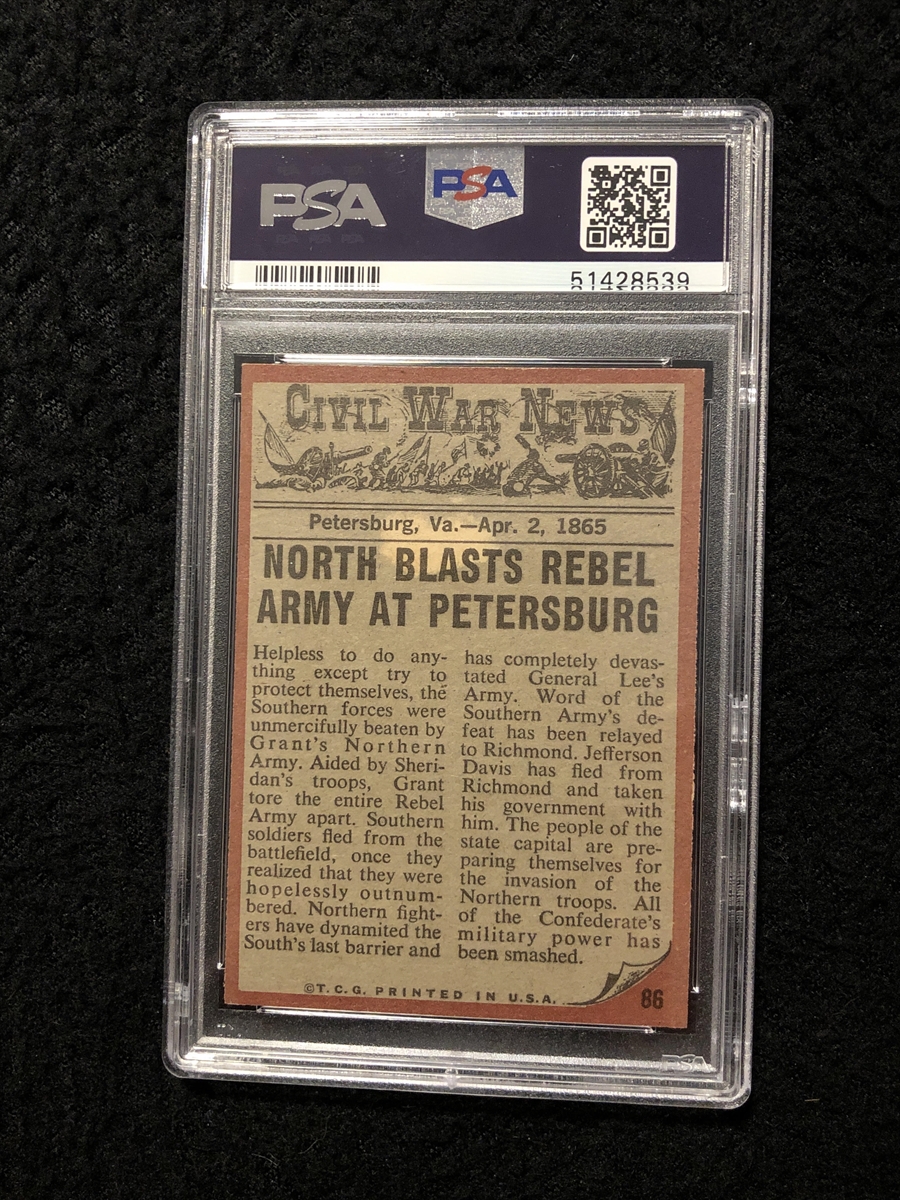 PSA
PSA
51428539
CIVIL WAR NEWS
Petersburg, Va.—Apr. 2, 1865
NORTH BLASTS REBEL
ARMY AT PETERSBURG
Helpless to do any-
thing except try to
protect themselves, the
Southern forces were
unmercifully beaten by
Grant's Northern
Army. Aided by Sheri-
dan's troops, Grant
tore the entire Rebel
Army apart. Southern
soldiers fled from the
battlefield, once they
realized that they were
hopelessly outnum-
bered. Northern fight-
ers have dynamited the
South's last barrier and
has completely devas-
tated General Lee's
Army. Word of the
Southern Army's de-
feat has been relayed
to Richmond. Jefferson
Davis has fled from
Richmond and taken
his government with
him. The people of the
state capital are pre-
paring themselves for
the invasion of the
Northern troops. All
of the Confederate's
military power has
been smashed.
©T.C.G. PRINTED IN U.S.A.
86
PSA